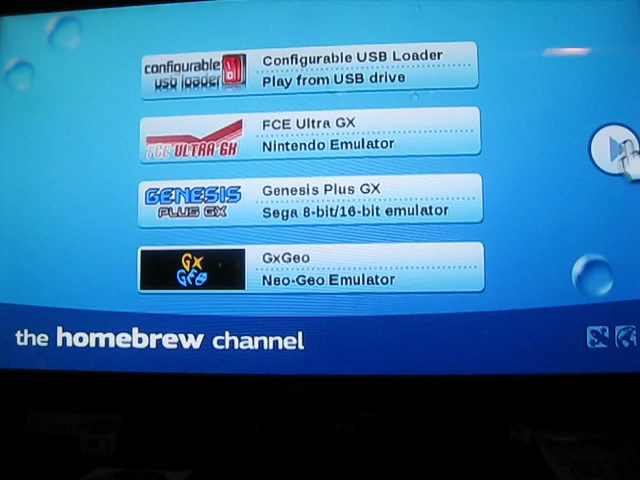 configurable
usb loader
Configurable USB Loader
Play from USB drive
FCE ULTRA GX
FCE Ultra GX
Nintendo Emulator
GENESIS
PLUS GX
Genesis Plus GX
Sega 8-bit/16-bit emulator
GX
GEO
GxGeo
Neo-Geo Emulator
the homebrew channel